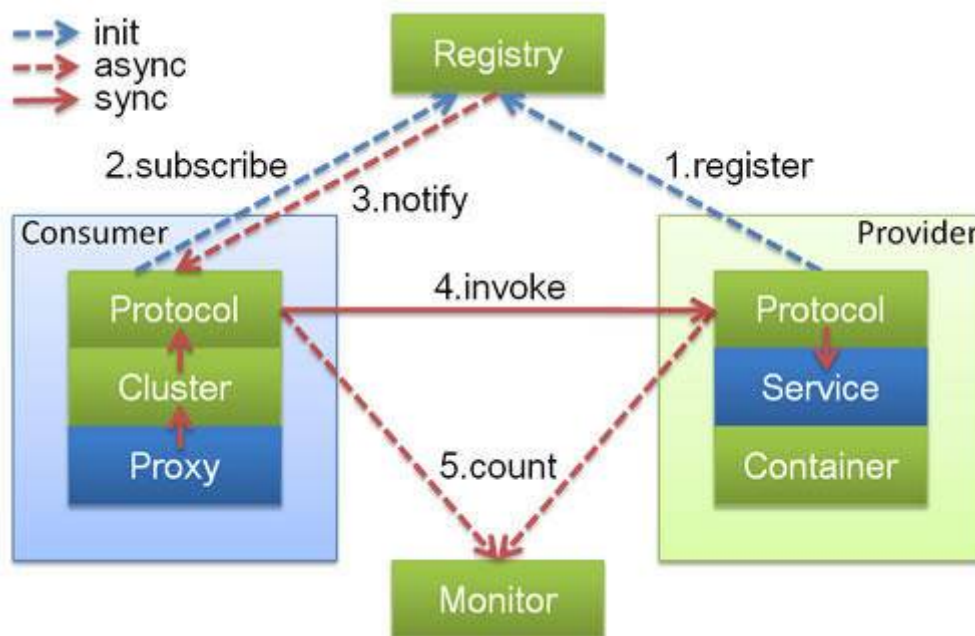 init
async
sync
Registry
2.subscribe
1.register
3.notify
Consumer
Provider
Protocol
4.invoke
Protocol
Cluster
Service
Proxy
5.count
Container
Monitor